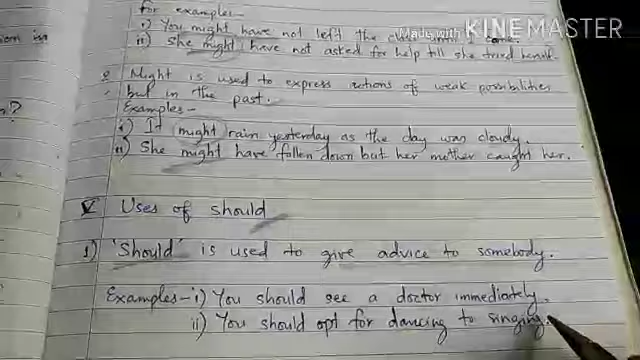 for examples-
i) You might have not left the
Made with KINEMASTER
ii) She might have not asked for help till she tried herself.
2. Might is used to express actions of weak possibilities
but in the past.
Examples-
i) It might rain yesterday as the day was cloudy.
ii) She might have fallen down but her mother caught her.
V Uses of should
1) 'Should' is used to give advice to somebody.
Examples- i) You should see a doctor immediately.
ii) You should opt for dancing to singing.